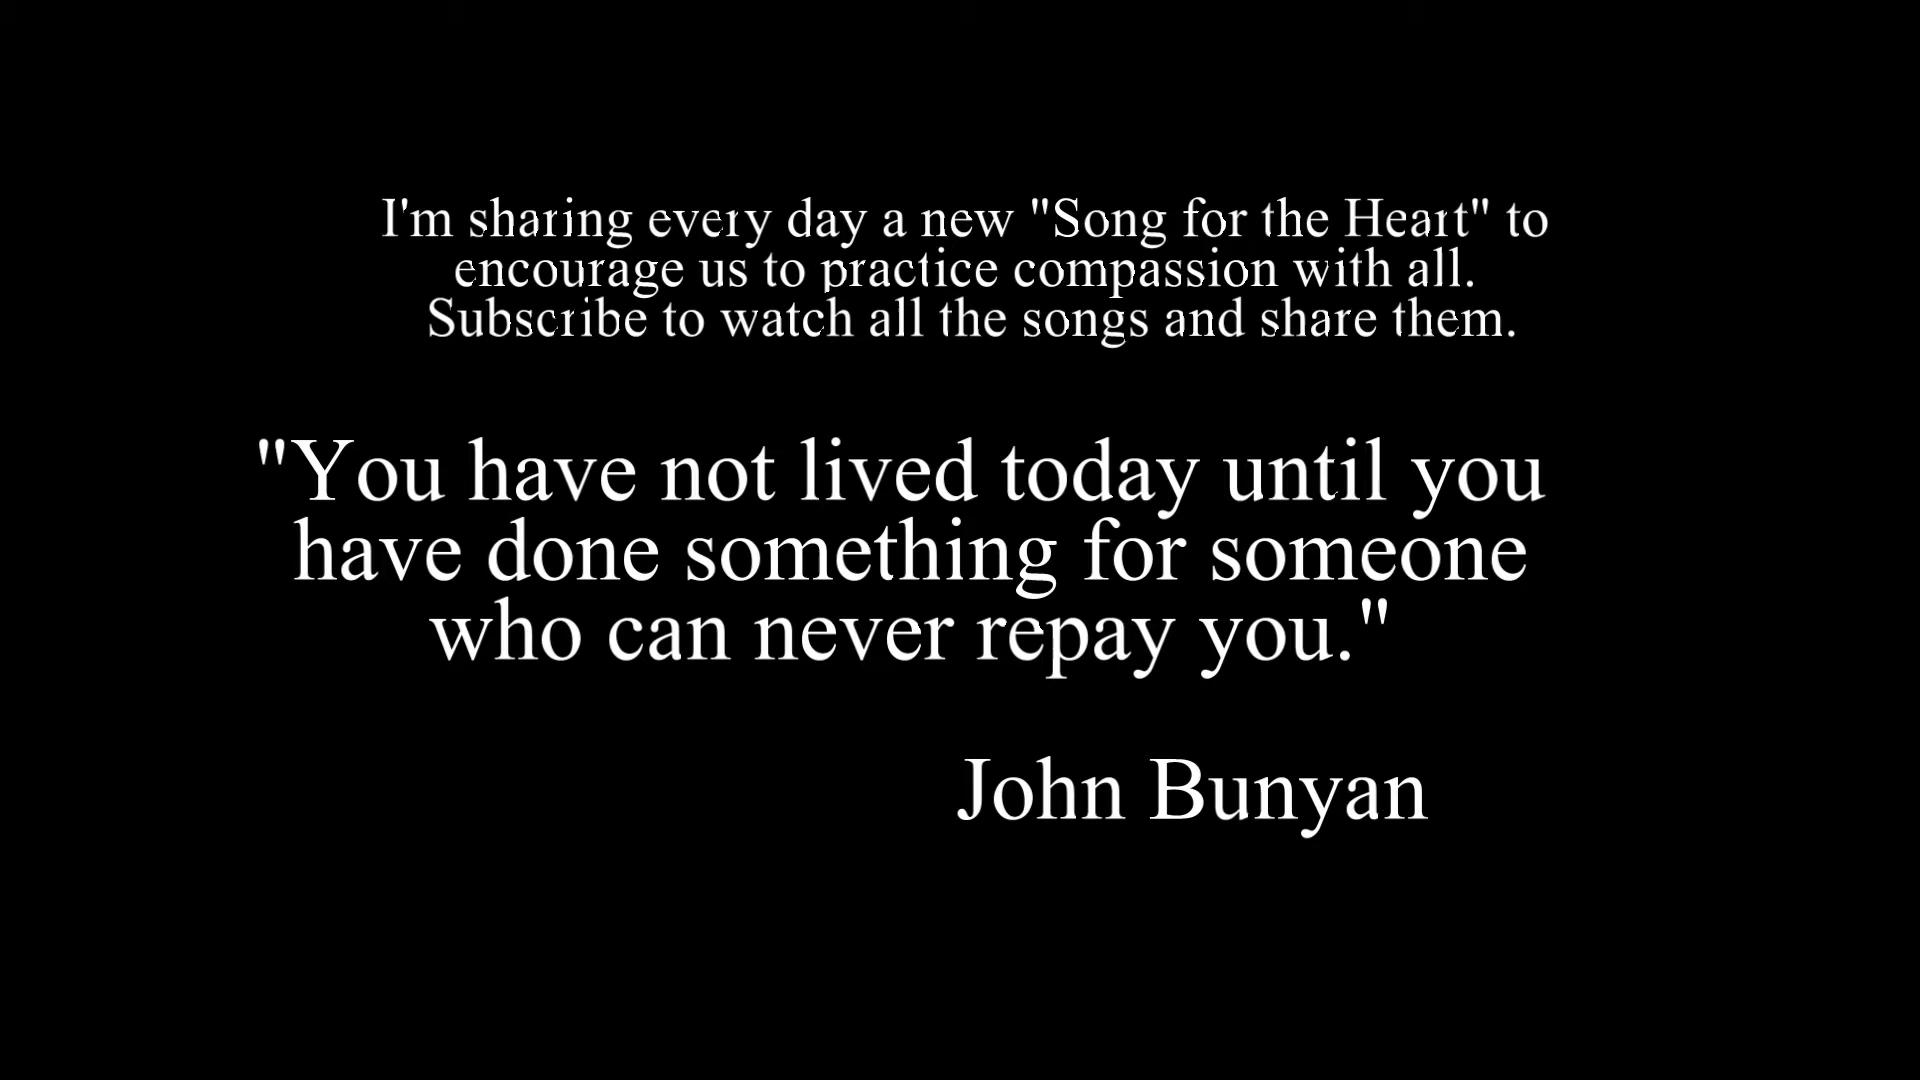 I'm sharing every day a new "Song for the Heart" to
encourage us to practice compassion with all.
Subscribe to watch all the songs and share them.
"You have not lived today until you
have done something for someone
who can never repay you."
John Bunyan